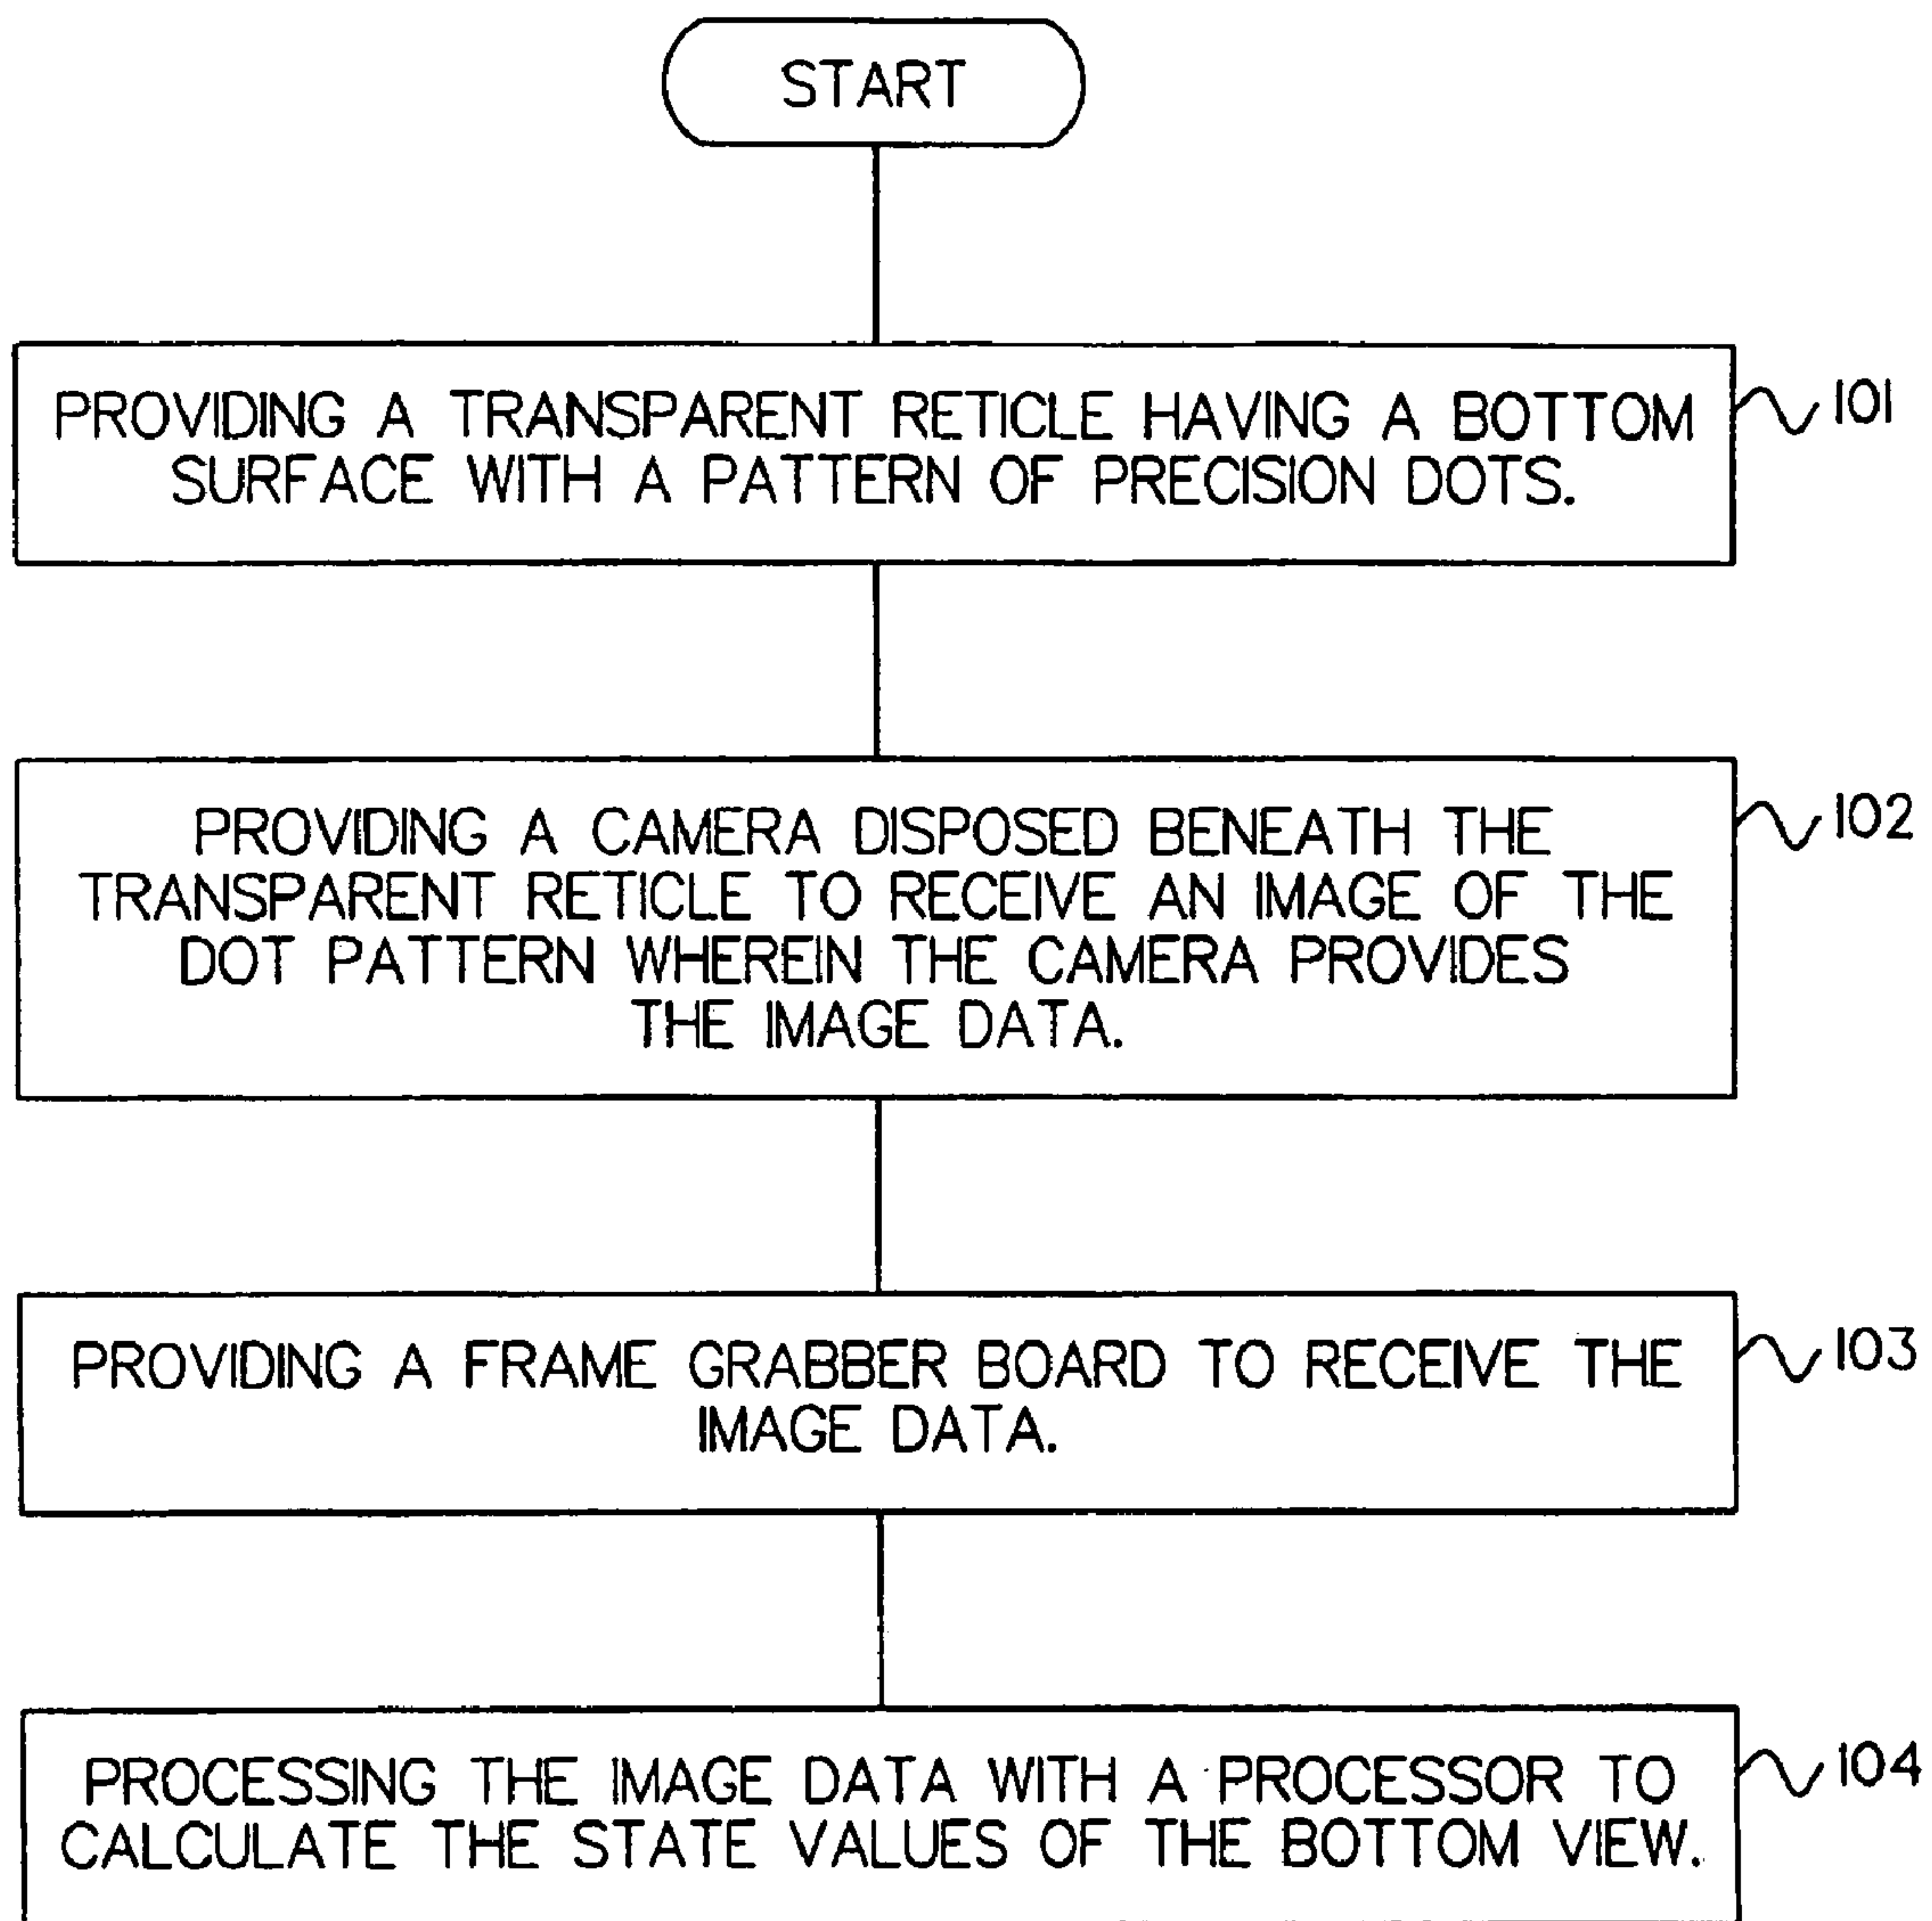 START
PROVIDING A TRANSPARENT RETICLE HAVING A BOTTOM
SURFACE WITH A PATTERN OF PRECISION DOTS.
101
PROVIDING A CAMERA DISPOSED BENEATH THE
TRANSPARENT RETICLE TO RECEIVE AN IMAGE OF THE
DOT PATTERN WHEREIN THE CAMERA PROVIDES
THE IMAGE DATA.
102
PROVIDING A FRAME GRABBER BOARD TO RECEIVE THE
IMAGE DATA.
103
PROCESSING THE IMAGE DATA WITH A PROCESSOR TO
CALCULATE THE STATE VALUES OF THE BOTTOM VIEW.
104